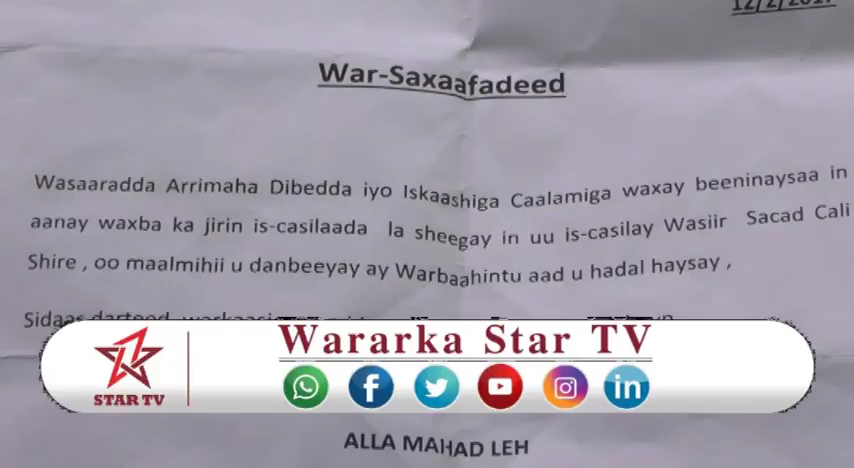 War-Saxaafadeed
Wasaaradda Arrimaha Dibedda iyo Iskaashiga Caalamiga waxay beeninaysaa in
aanay waxba ka jirin is-casilaada la sheegay in uu is-casilay Wasiir Sacad Cali
Shire , oo maalmihii u danbeeyay ay Warbaahintu aad u hadal haysay ,
Sidaas darteed
Wararka Star TV
STAR TV
ALLA MAHAD LEH